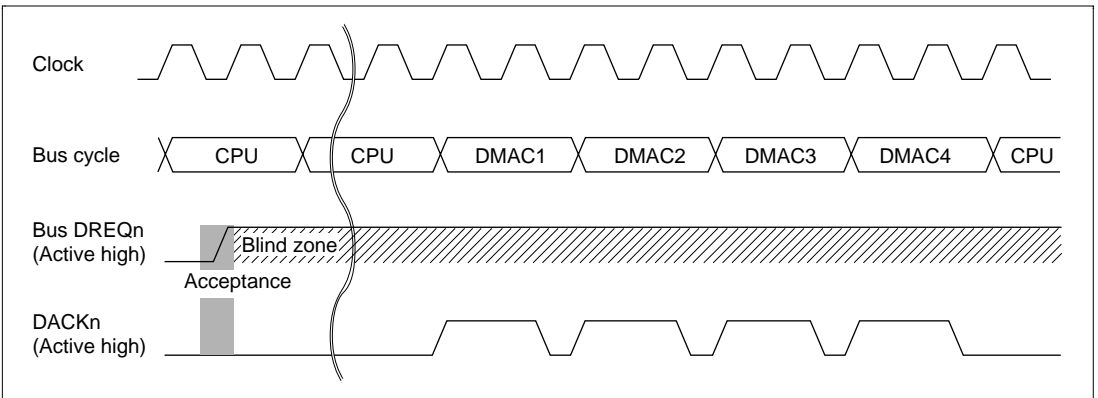 Clock
Bus cycle
CPU CPU DMAC1 DMAC2 DMAC3 DMAC4 CPU
Bus DREQn
(Active high)
Blind zone
Acceptance
DACKn
(Active high)